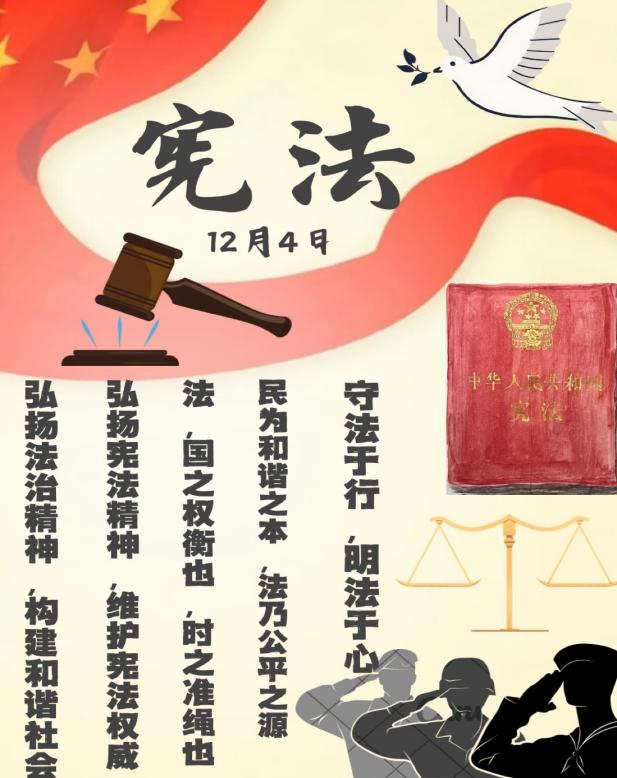 宪法
12月4日
中华人民共和国
宪法
守法于行,明法于心
民为和谐之本,法乃公平之源
法,国之权衡也,时之准绳也
弘扬宪法精神,维护宪法权威
弘扬法治精神,构建和谐社会